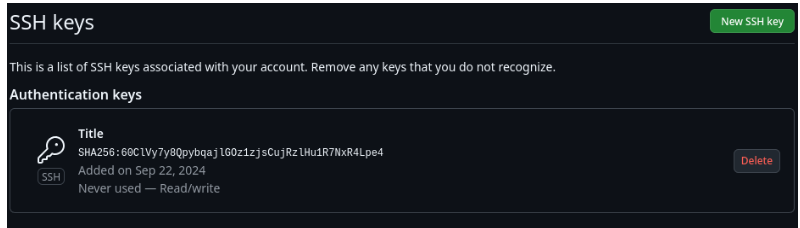 SSH keys
New SSH key
This is a list of SSH keys associated with your account. Remove any keys that you do not recognize.
Authentication keys
Title
SHA256:60ClVy7y8QpybqajlGOz1zjsCujRzlHu1R7NxR4Lpe4
SSH
Added on Sep 22, 2024
Never used — Read/write
Delete